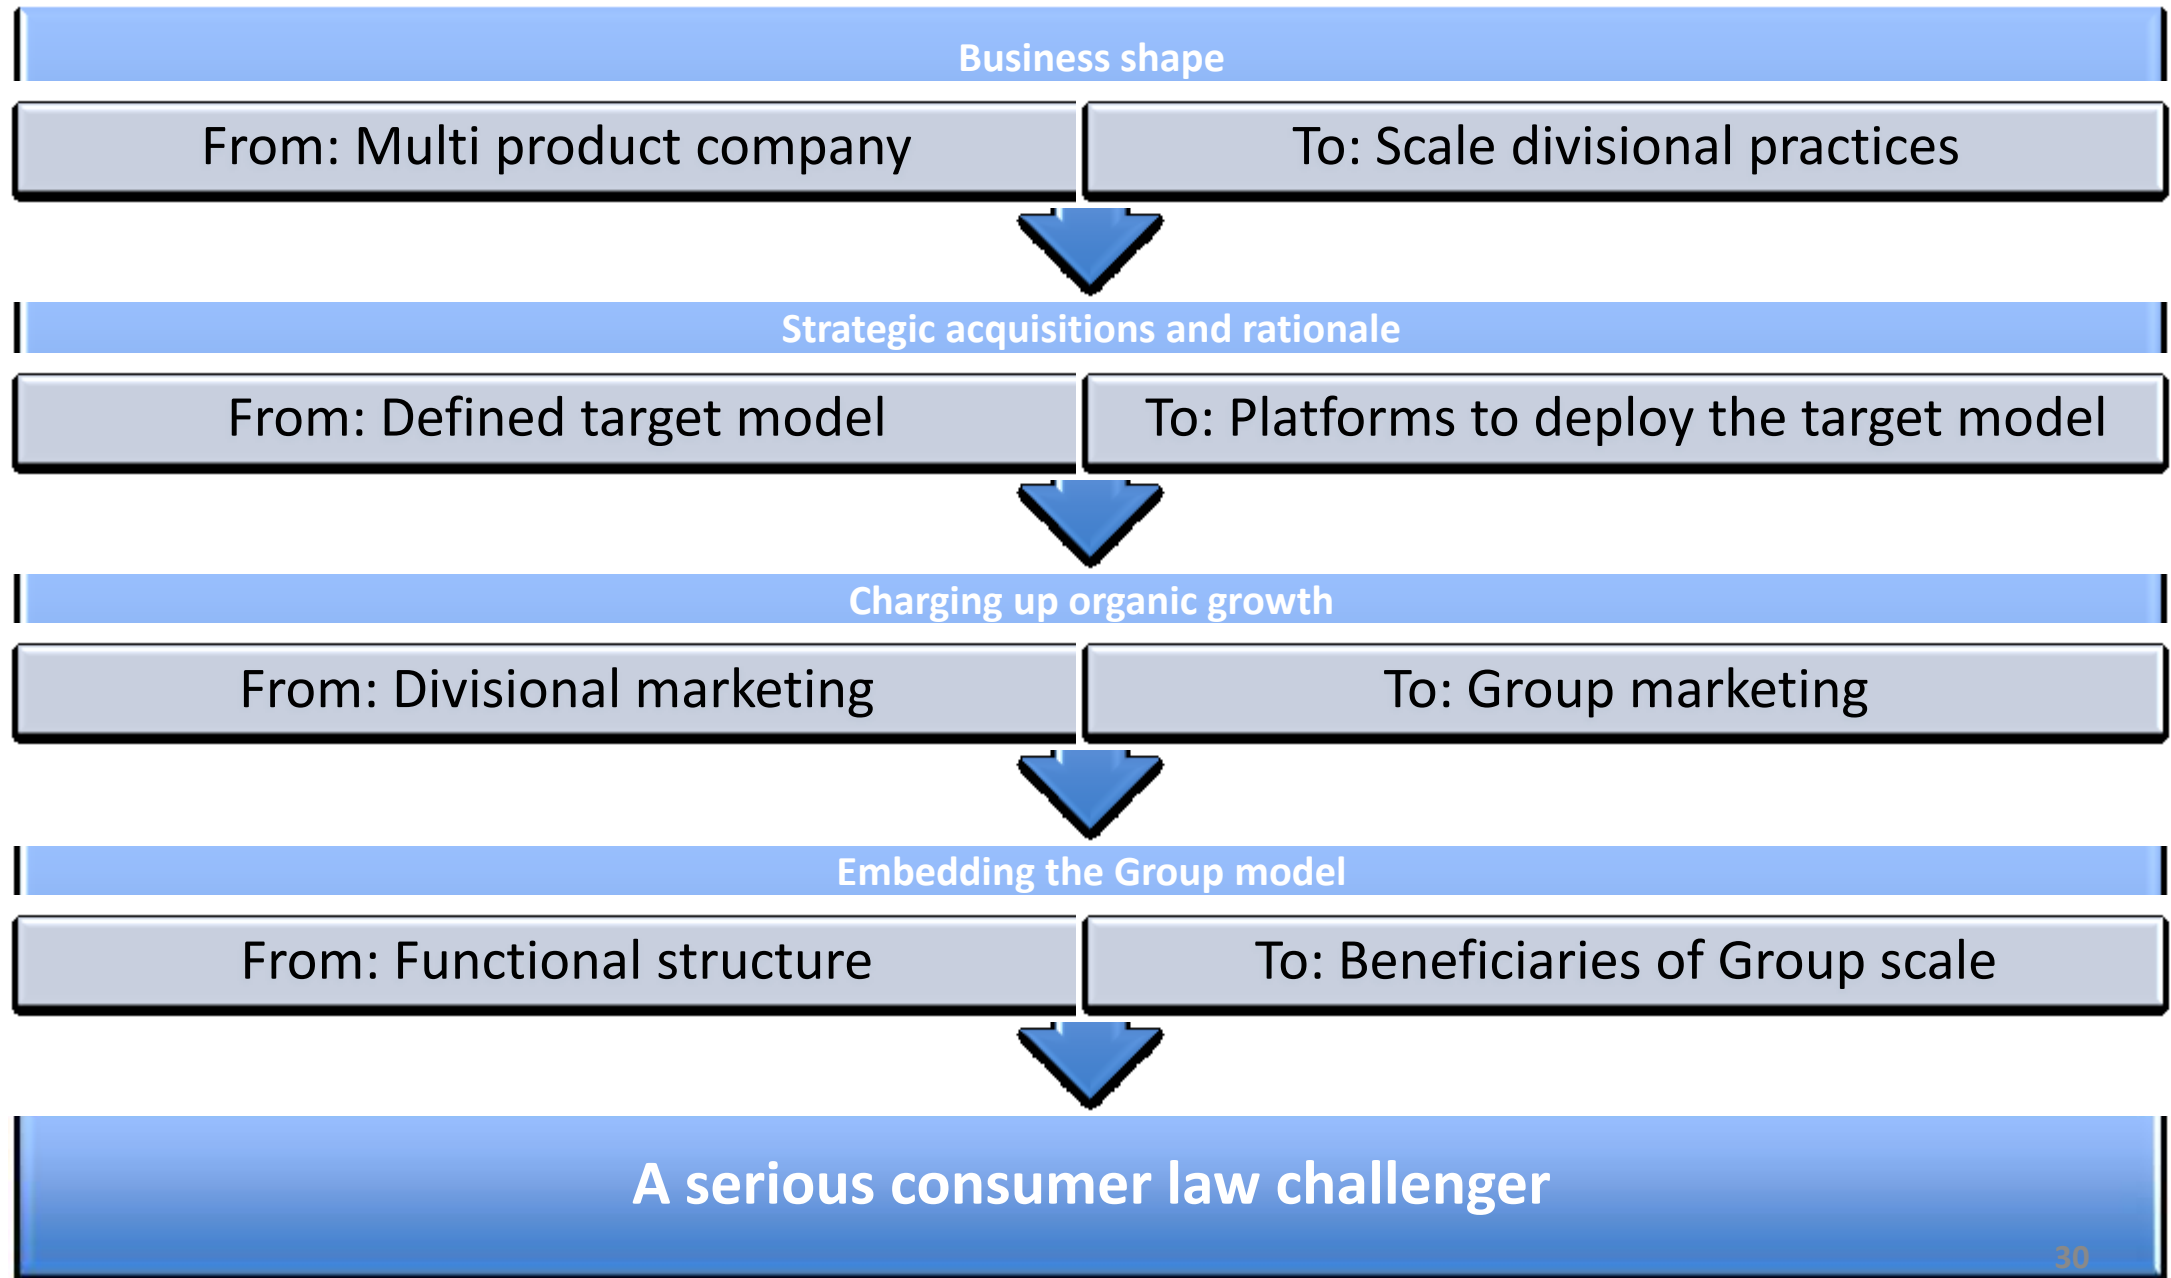 Business shape
From: Multi product company
To: Scale divisional practices
Strategic acquisitions and rationale
From: Defined target model
To: Platforms to deploy the target model
Charging up organic growth
From: Divisional marketing
To: Group marketing
Embedding the Group model
From: Functional structure
To: Beneficiaries of Group scale
A serious consumer law challenger
30